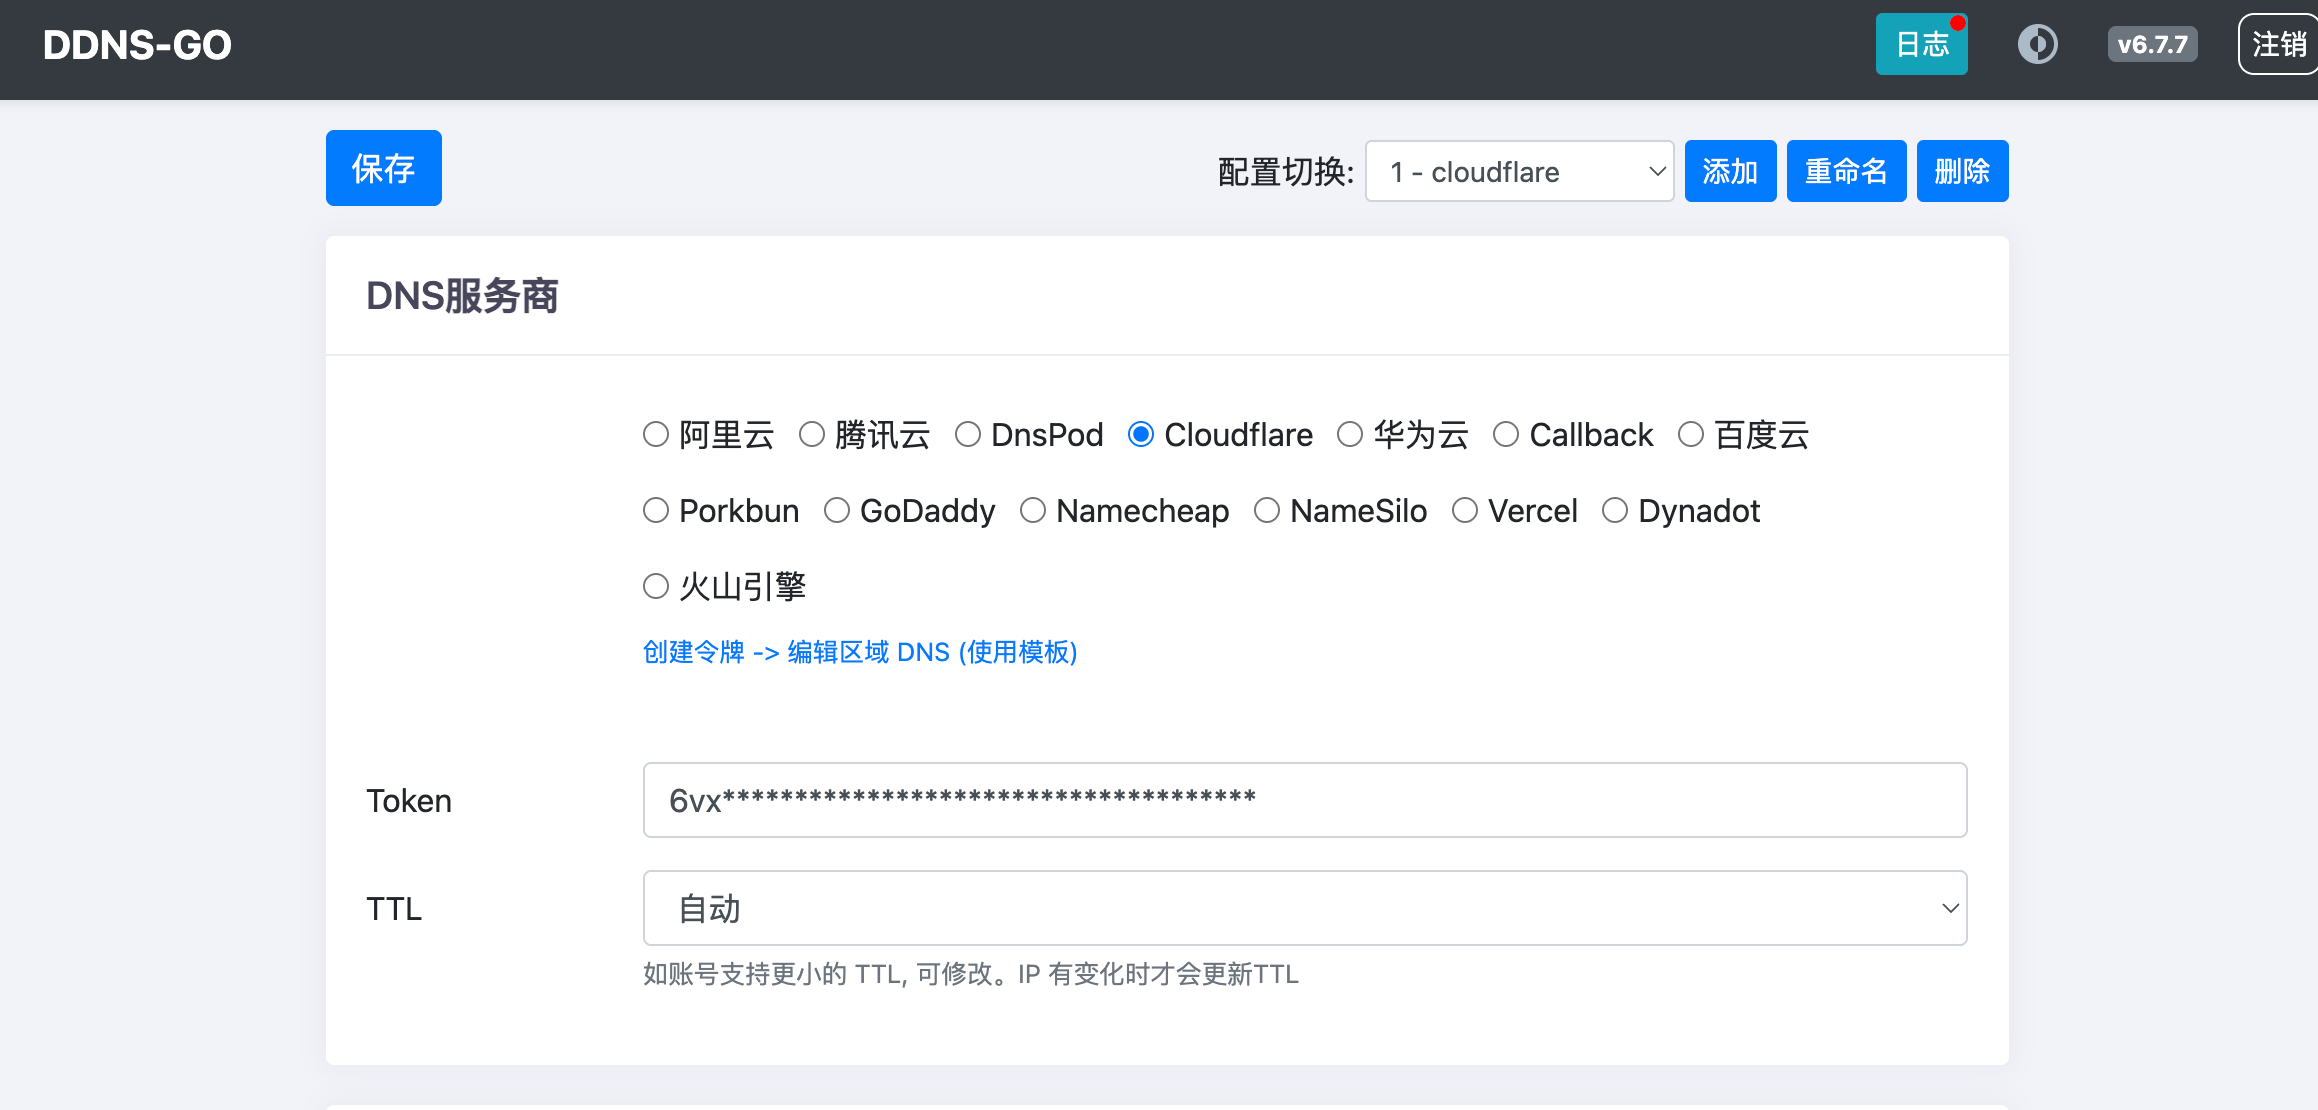 DDNS-GO 日志 v6.7.7 注销
保存 配置切换: 1 - cloudflare 添加 重命名 删除
DNS服务商
阿里云 腾讯云 DnsPod Cloudflare 华为云 Callback 百度云
Porkbun GoDaddy Namecheap NameSilo Vercel Dynadot
火山引擎
创建令牌 -> 编辑区域 DNS (使用模板)
Token 6vx*************************************
TTL 自动
如账号支持更小的 TTL, 可修改。IP 有变化时才会更新TTL